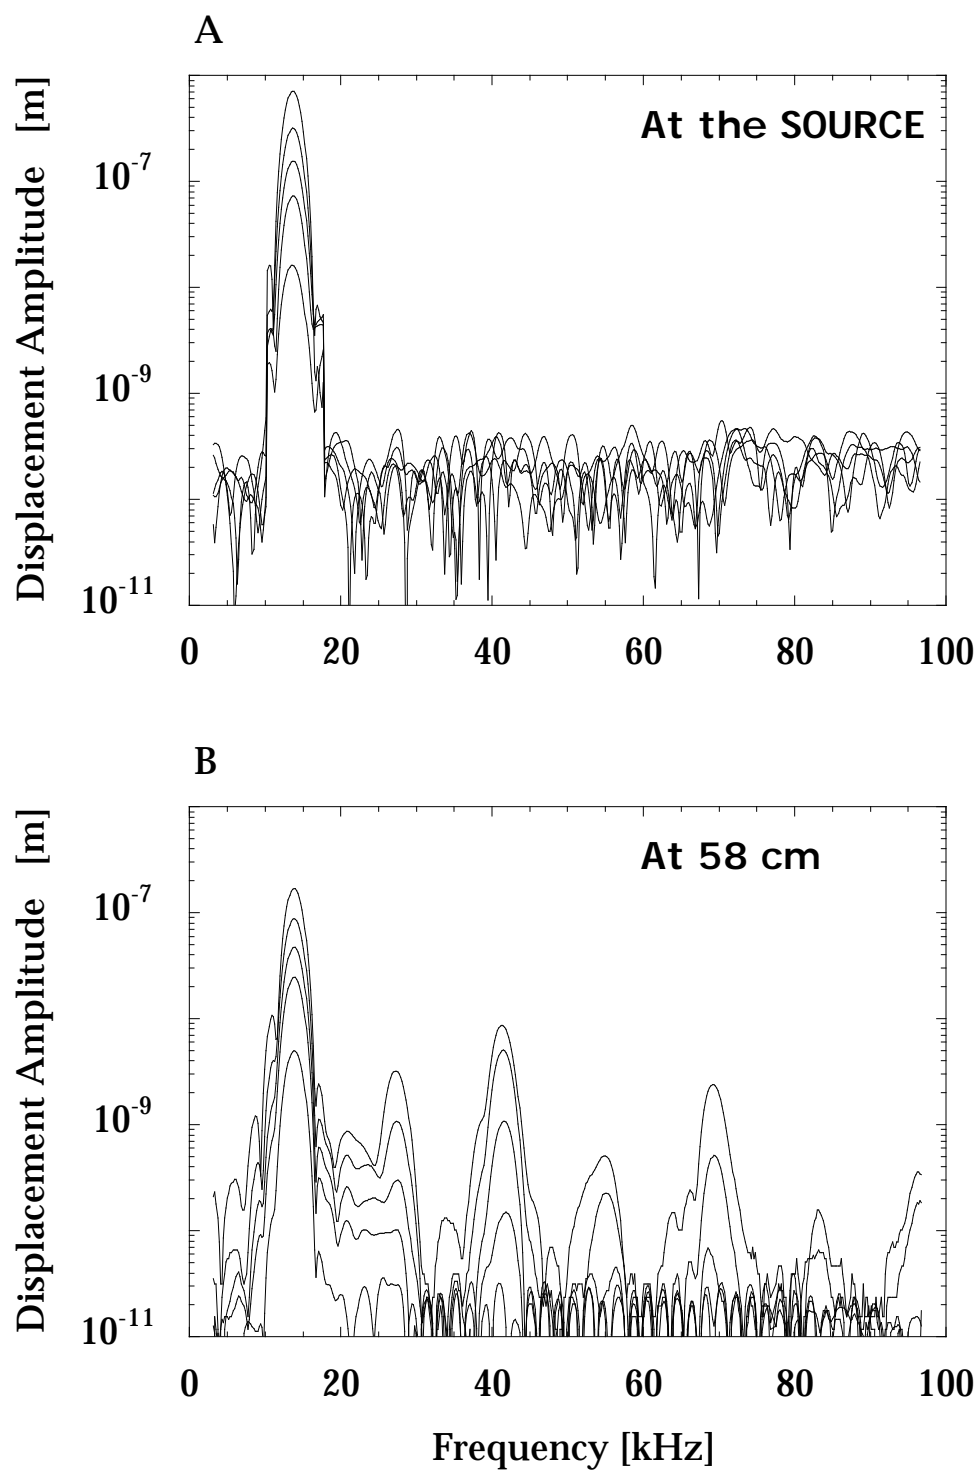 A
Displacement Amplitude [m]
At the SOURCE
10-7
10-9
10-11
0 20 40 60 80 100
B
Displacement Amplitude [m]
At 58 cm
10-7
10-9
10-11
0 20 40 60 80 100
Frequency [kHz]